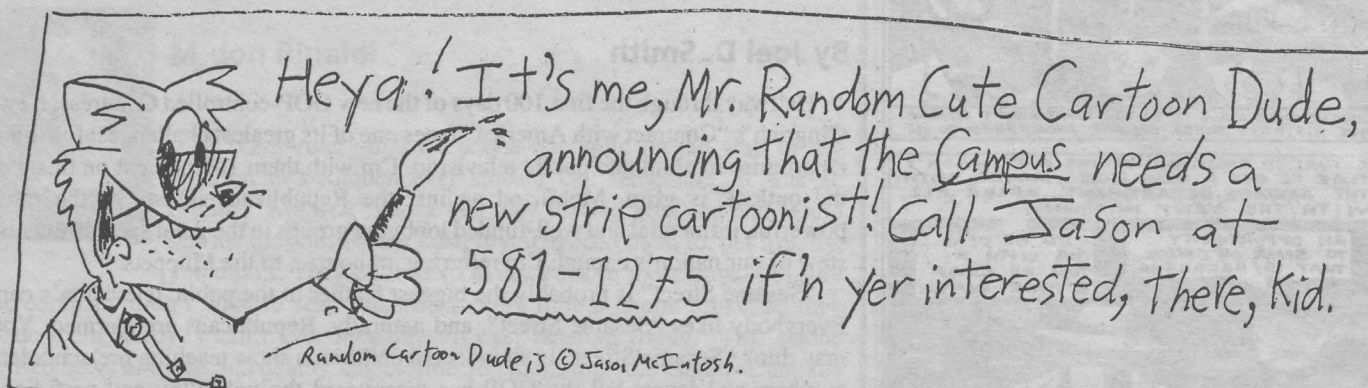 Heya! It's me, Mr. Random Cute Cartoon Dude,
announcing that the Campus needs a
new strip cartoonist! Call Jason at
581-1275 if'n yer interested, there, kid.
Random Cartoon Dude is © Jason McIntosh.